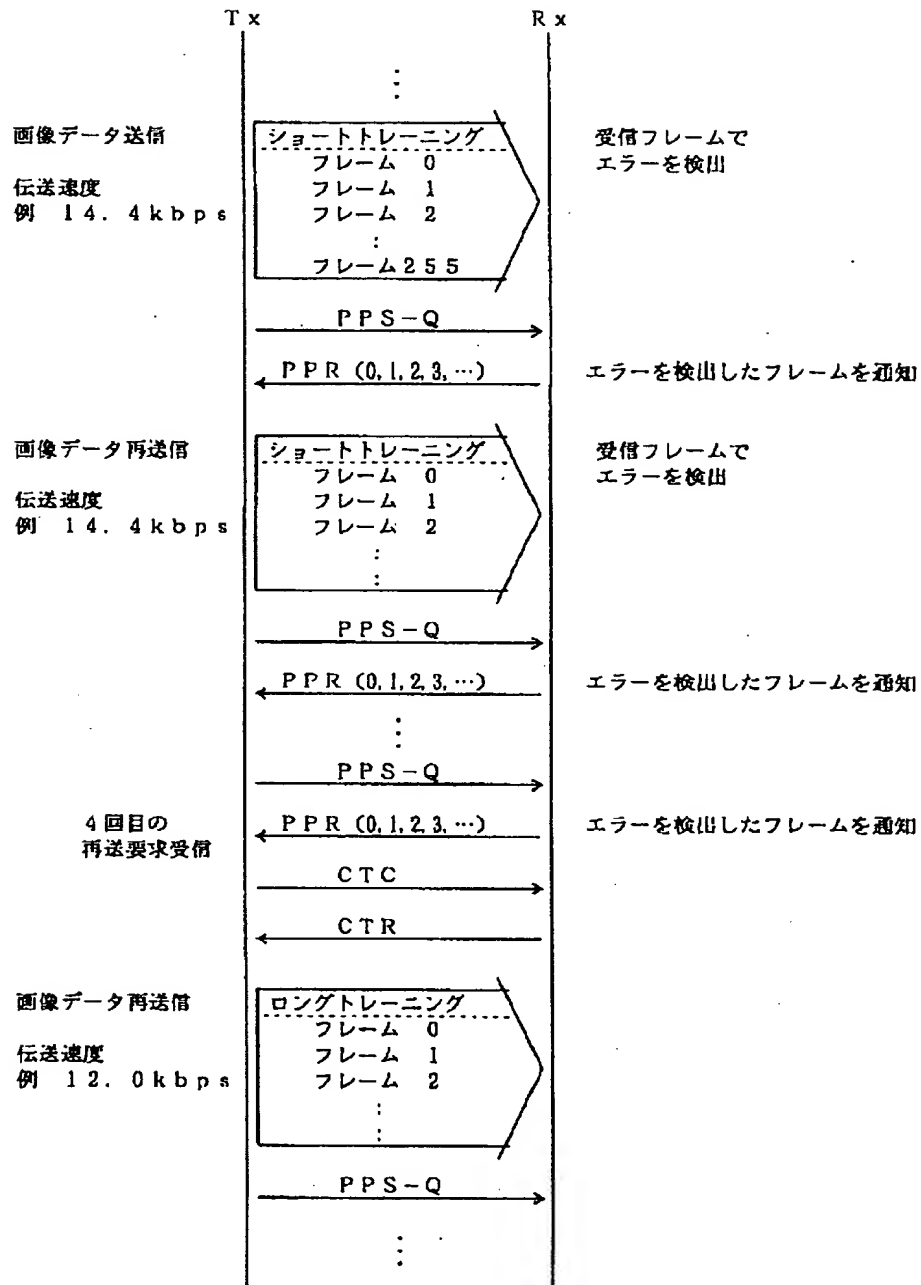 Tx Rx
画像データ送信
伝送速度
例 14.4kbps
ショートトレーニング
フレーム 0
フレーム 1
フレーム 2
:
フレーム255
受信フレームで
エラーを検出
PPS-Q
PPR (0,1,2,3,…)
エラーを検出したフレームを通知
画像データ再送信
伝送速度
例 14.4kbps
ショートトレーニング
フレーム 0
フレーム 1
フレーム 2
:
:
受信フレームで
エラーを検出
PPS-Q
PPR (0,1,2,3,…)
エラーを検出したフレームを通知
PPS-Q
4回目の
再送要求受信
PPR (0,1,2,3,…)
エラーを検出したフレームを通知
CTC
CTR
画像データ再送信
伝送速度
例 12.0kbps
ロングトレーニング
フレーム 0
フレーム 1
フレーム 2
:
:
PPS-Q